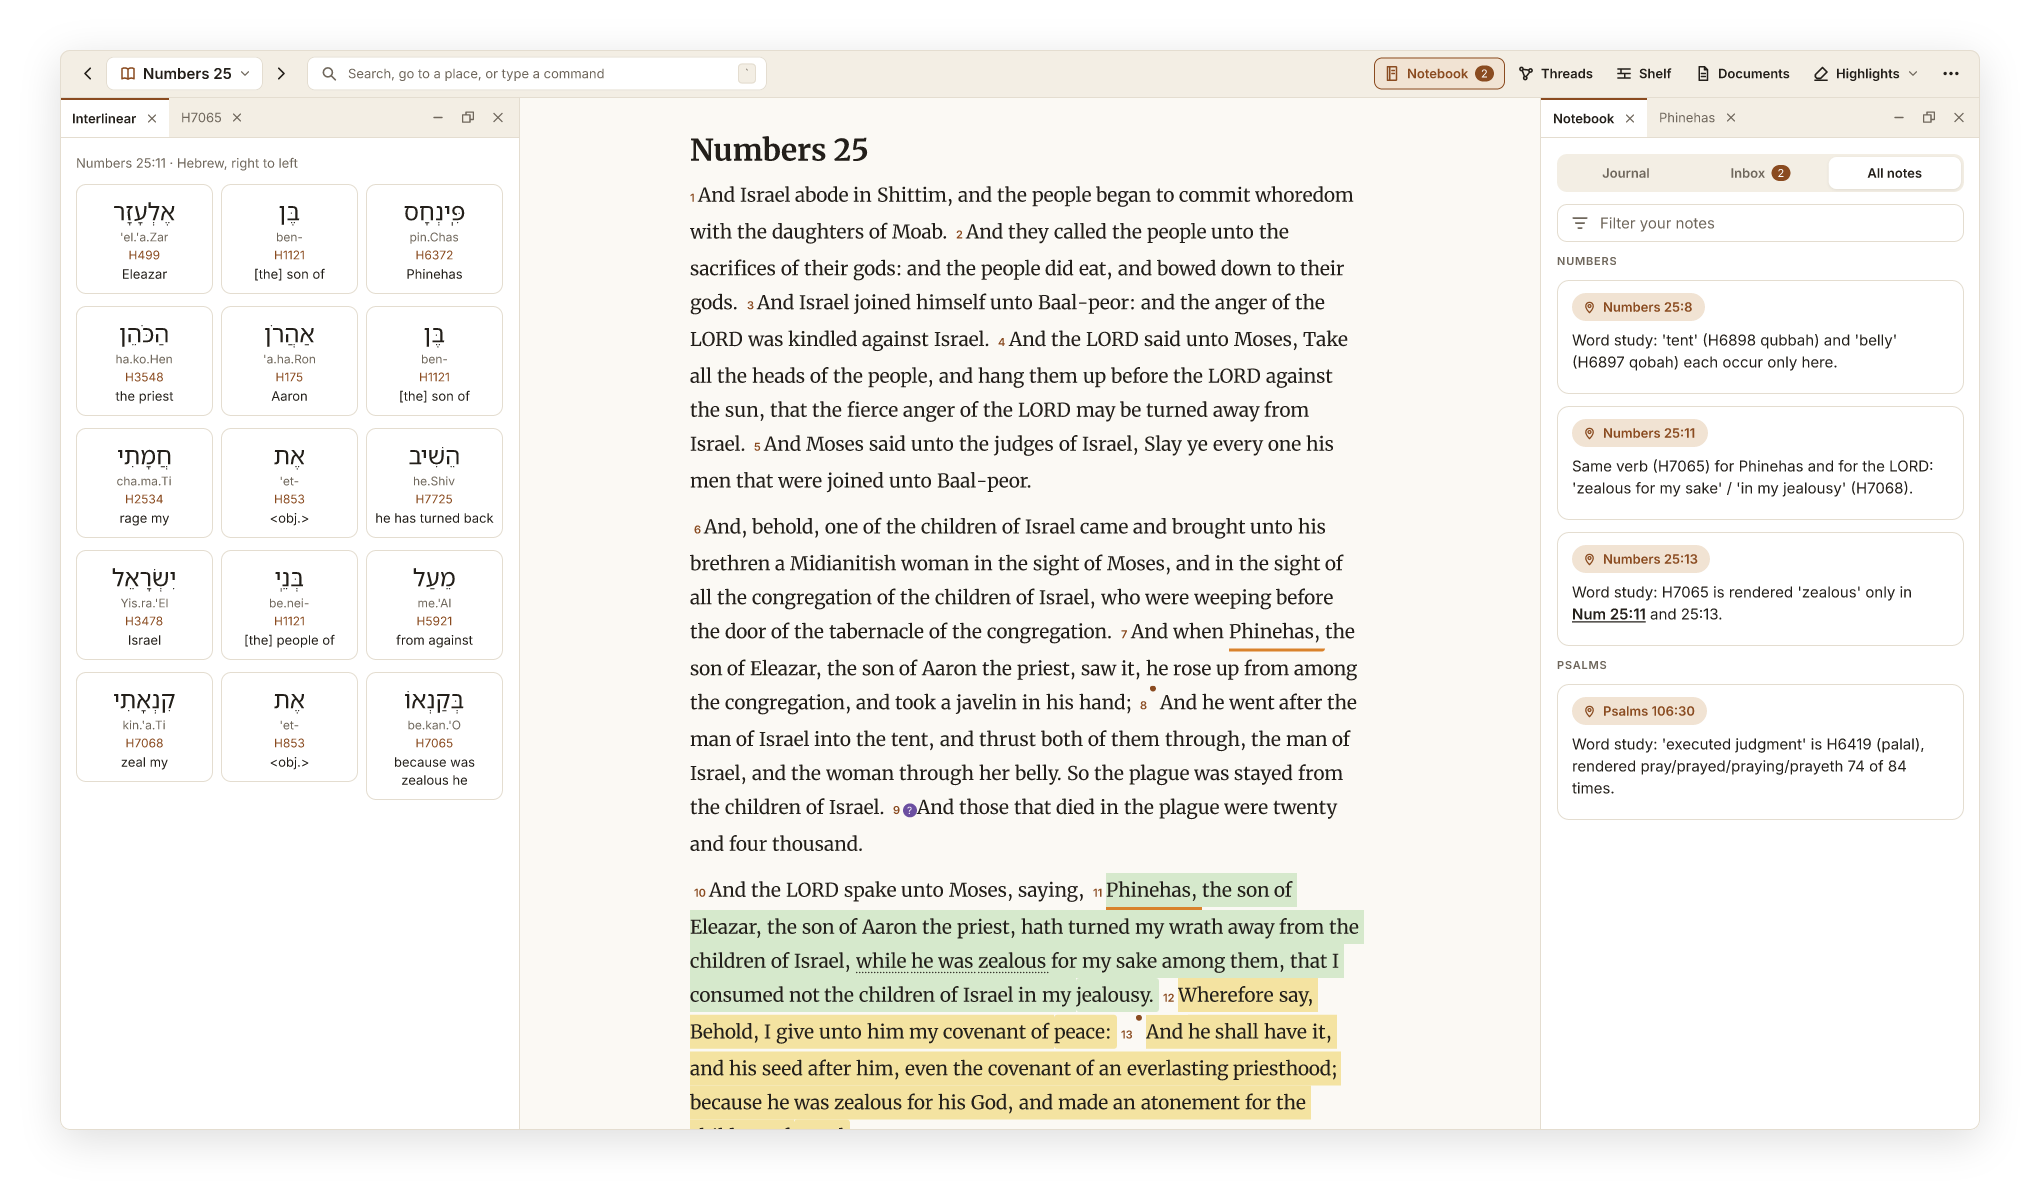 Numbers 25
Search, go to a place, or type a command
Notebook 2
Threads
Shelf
Documents
Highlights
Interlinear
H7065
Numbers 25:11 · Hebrew, right to left
פִּֽינְחָס
pin.Chas
H6372
Phinehas
בֶּן
ben-
H1121
[the] son of
אֶלְעָזָר
'el.'a.Zar
H499
Eleazar
בֶּן
ben-
H1121
[the] son of
אַהֲרֹן
'a.ha.Ron
H175
Aaron
הַכֹּהֵן
ha.ko.Hen
H3548
the priest
הֵשִׁיב
he.Shiv
H7725
he has turned back
אֶת
'et-
H853
<obj.>
חֲמָתִי
cha.ma.Ti
H2534
rage my
מֵעַל
me.'Al
H5921
from against
בְּנֵֽי
be.nei-
H1121
[the] people of
יִשְׂרָאֵל
Yis.ra.'El
H3478
Israel
בְּקַנְאוֹ
be.kan.'O
H7065
because was
zealous he
אֶת
'et-
H853
<obj.>
קִנְאָתִי
kin.'a.Ti
H7068
zeal my
Numbers 25
1 And Israel abode in Shittim, and the people began to commit whoredom
with the daughters of Moab. 2 And they called the people unto the
sacrifices of their gods: and the people did eat, and bowed down to their
gods. 3 And Israel joined himself unto Baal-peor: and the anger of the
LORD was kindled against Israel. 4 And the LORD said unto Moses, Take
all the heads of the people, and hang them up before the LORD against
the sun, that the fierce anger of the LORD may be turned away from
Israel. 5 And Moses said unto the judges of Israel, Slay ye every one his
men that were joined unto Baal-peor.
6 And, behold, one of the children of Israel came and brought unto his
brethren a Midianitish woman in the sight of Moses, and in the sight of
all the congregation of the children of Israel, who were weeping before
the door of the tabernacle of the congregation. 7 And when Phinehas, the
son of Eleazar, the son of Aaron the priest, saw it, he rose up from among
the congregation, and took a javelin in his hand; 8 And he went after the
man of Israel into the tent, and thrust both of them through, the man of
Israel, and the woman through her belly. So the plague was stayed from
the children of Israel. 9 ? And those that died in the plague were twenty
and four thousand.
10 And the LORD spake unto Moses, saying, 11 Phinehas, the son of
Eleazar, the son of Aaron the priest, hath turned my wrath away from the
children of Israel, while he was zealous for my sake among them, that I
consumed not the children of Israel in my jealousy. 12 Wherefore say,
Behold, I give unto him my covenant of peace: 13 And he shall have it,
and his seed after him, even the covenant of an everlasting priesthood;
because he was zealous for his God, and made an atonement for the
Notebook
Phinehas
Journal
Inbox 2
All notes
Filter your notes
NUMBERS
Numbers 25:8
Word study: 'tent' (H6898 qubbah) and 'belly'
(H6897 qobah) each occur only here.
Numbers 25:11
Same verb (H7065) for Phinehas and for the LORD:
'zealous for my sake' / 'in my jealousy' (H7068).
Numbers 25:13
Word study: H7065 is rendered 'zealous' only in
Num 25:11 and 25:13.
PSALMS
Psalms 106:30
Word study: 'executed judgment' is H6419 (palal),
rendered pray/prayed/praying/prayeth 74 of 84
times.